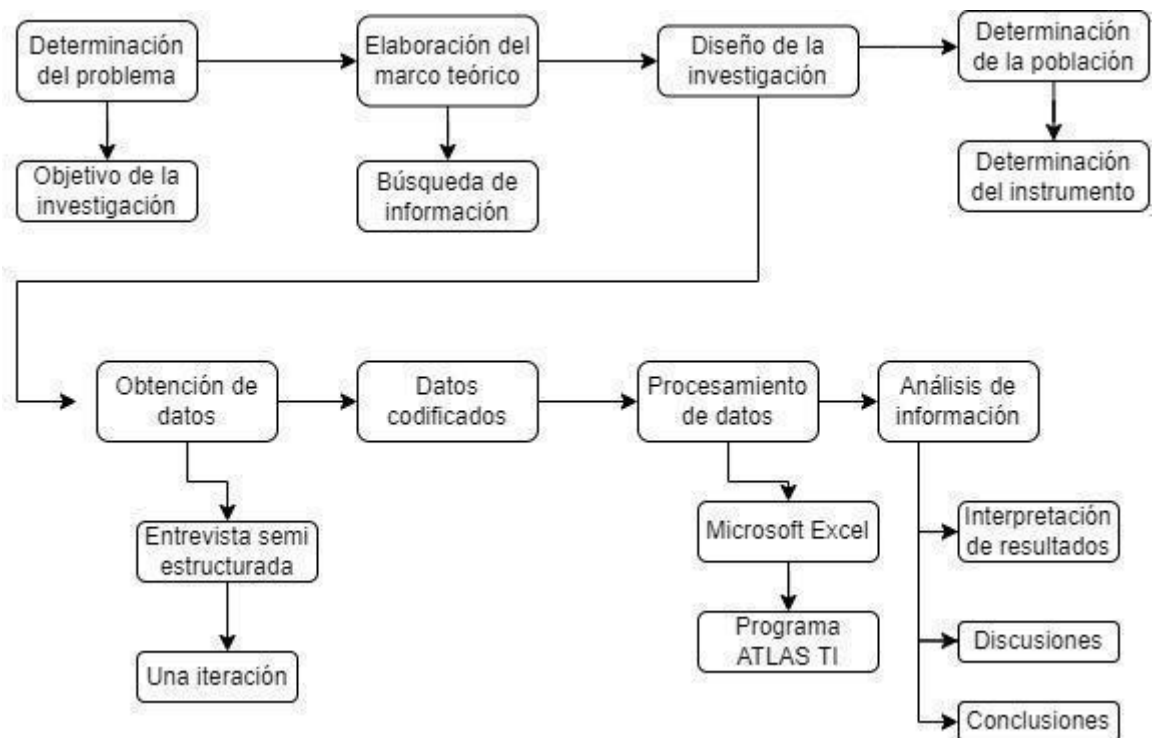 Determinación
del problema
Elaboración del
marco teórico
Diseño de la
investigación
Determinación
de la población
Objetivo de la
investigación
Búsqueda de
información
Determinación
del instrumento
Obtención de
datos
Datos
codificados
Procesamiento
de datos
Análisis de
información
Entrevista semi
estructurada
Microsoft Excel
Interpretación
de resultados
Una iteración
Programa
ATLAS TI
Discusiones
Conclusiones